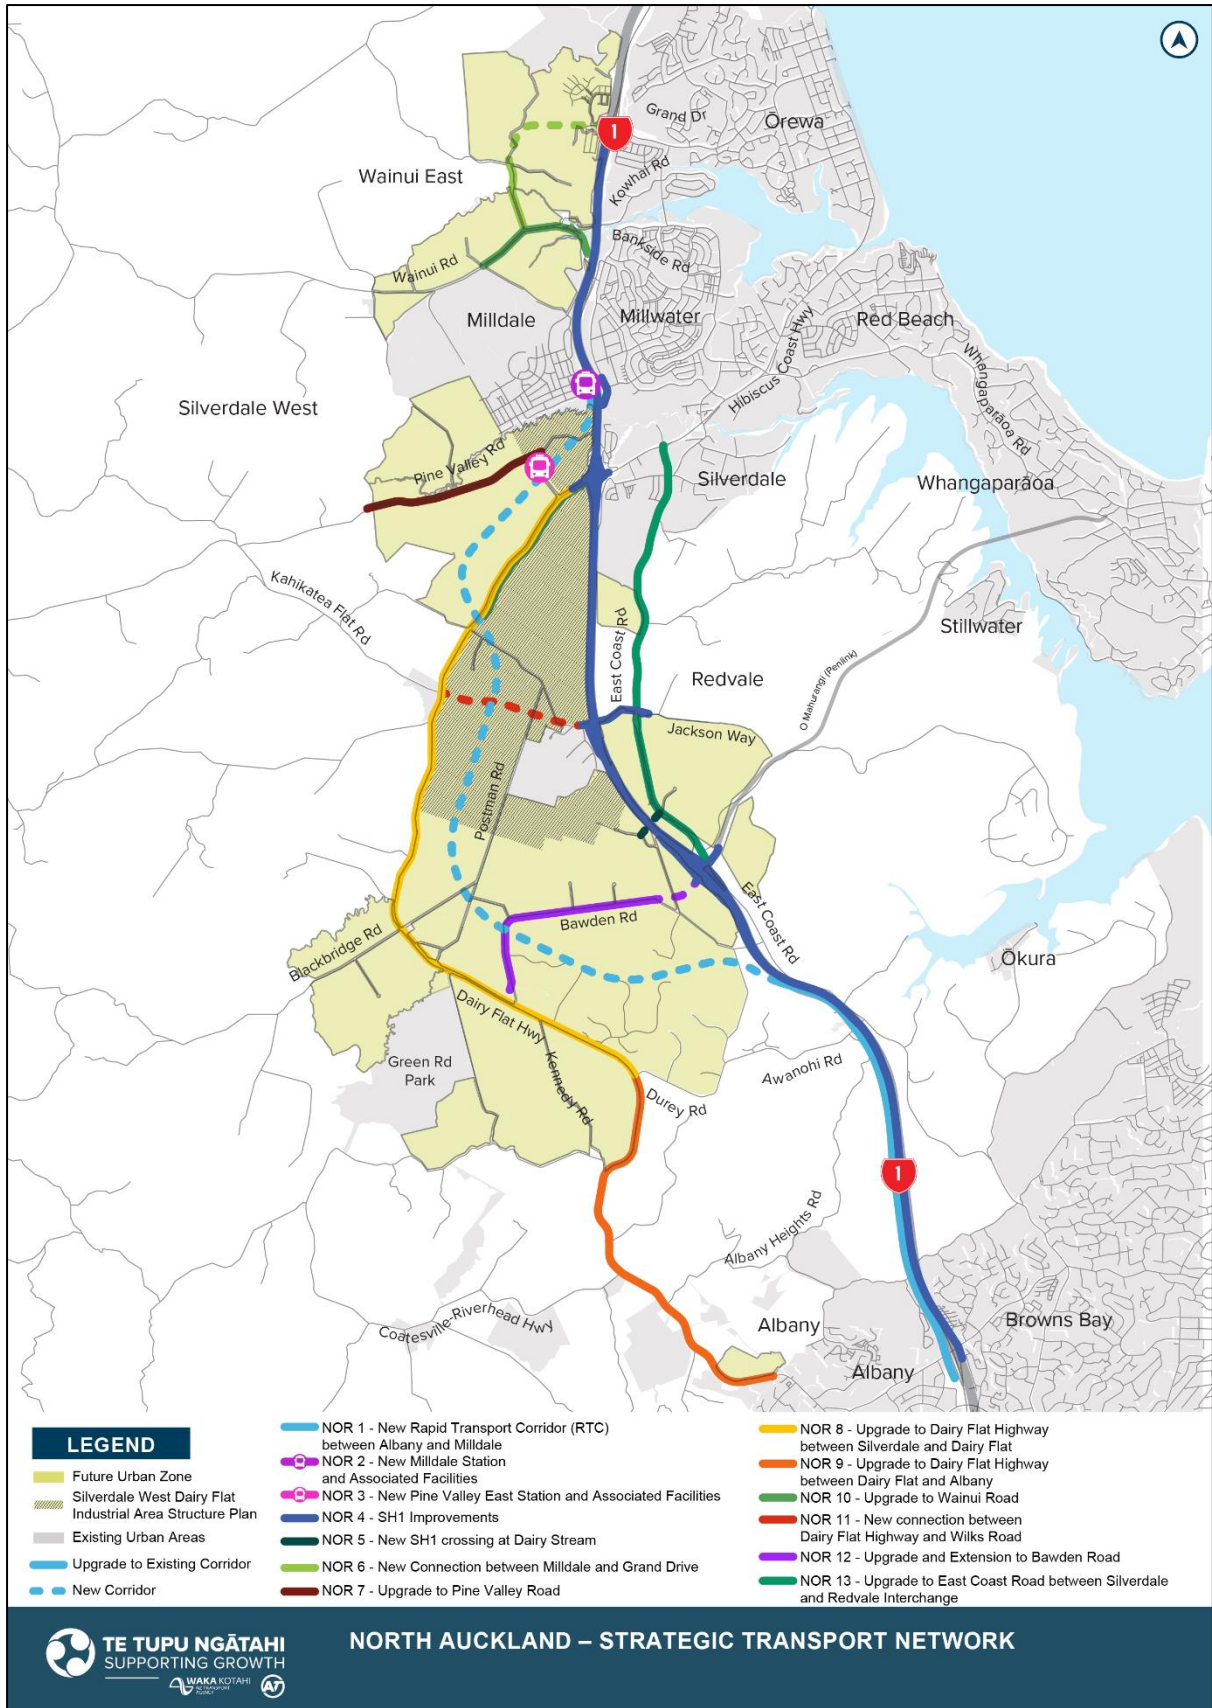 1
Grand Dr
Ōrewa
Wainui East
Kowhai Rd
Bankside Rd
Wainui Rd
Milldale
Millwater
Red Beach
Hibiscus Coast Hwy
Whangaparāoa Rd
Silverdale West
Pine Valley Rd
Silverdale
Whangaparāoa
Kahikatea Flat Rd
Stillwater
East Coast Rd
Redvale
O Mahurangi (Penlink)
Jackson Way
Postman Rd
East Coast Rd
Bawden Rd
Blackbridge Rd
Ōkura
Dairy Flat Hwy
Green Rd
Park
Kennedy Rd
Awanohi Rd
Durey Rd
1
Albany Heights Rd
Coatesville-Riverhead Hwy
Albany
Browns Bay
Albany
LEGEND
Future Urban Zone
Silverdale West Dairy Flat
Industrial Area Structure Plan
Existing Urban Areas
Upgrade to Existing Corridor
New Corridor
NOR 1 - New Rapid Transport Corridor (RTC)
between Albany and Milldale
NOR 2 - New Milldale Station
and Associated Facilities
NOR 3 - New Pine Valley East Station and Associated Facilities
NOR 4 - SH1 Improvements
NOR 5 - New SH1 crossing at Dairy Stream
NOR 6 - New Connection between Milldale and Grand Drive
NOR 7 - Upgrade to Pine Valley Road
NOR 8 - Upgrade to Dairy Flat Highway
between Silverdale and Dairy Flat
NOR 9 - Upgrade to Dairy Flat Highway
between Dairy Flat and Albany
NOR 10 - Upgrade to Wainui Road
NOR 11 - New connection between
Dairy Flat Highway and Wilks Road
NOR 12 - Upgrade and Extension to Bawden Road
NOR 13 - Upgrade to East Coast Road between Silverdale
and Redvale Interchange
TE TUPU NGĀTAHI
SUPPORTING GROWTH
WAKA KOTAHI
NZ TRANSPORT
AGENCY
AT
NORTH AUCKLAND – STRATEGIC TRANSPORT NETWORK